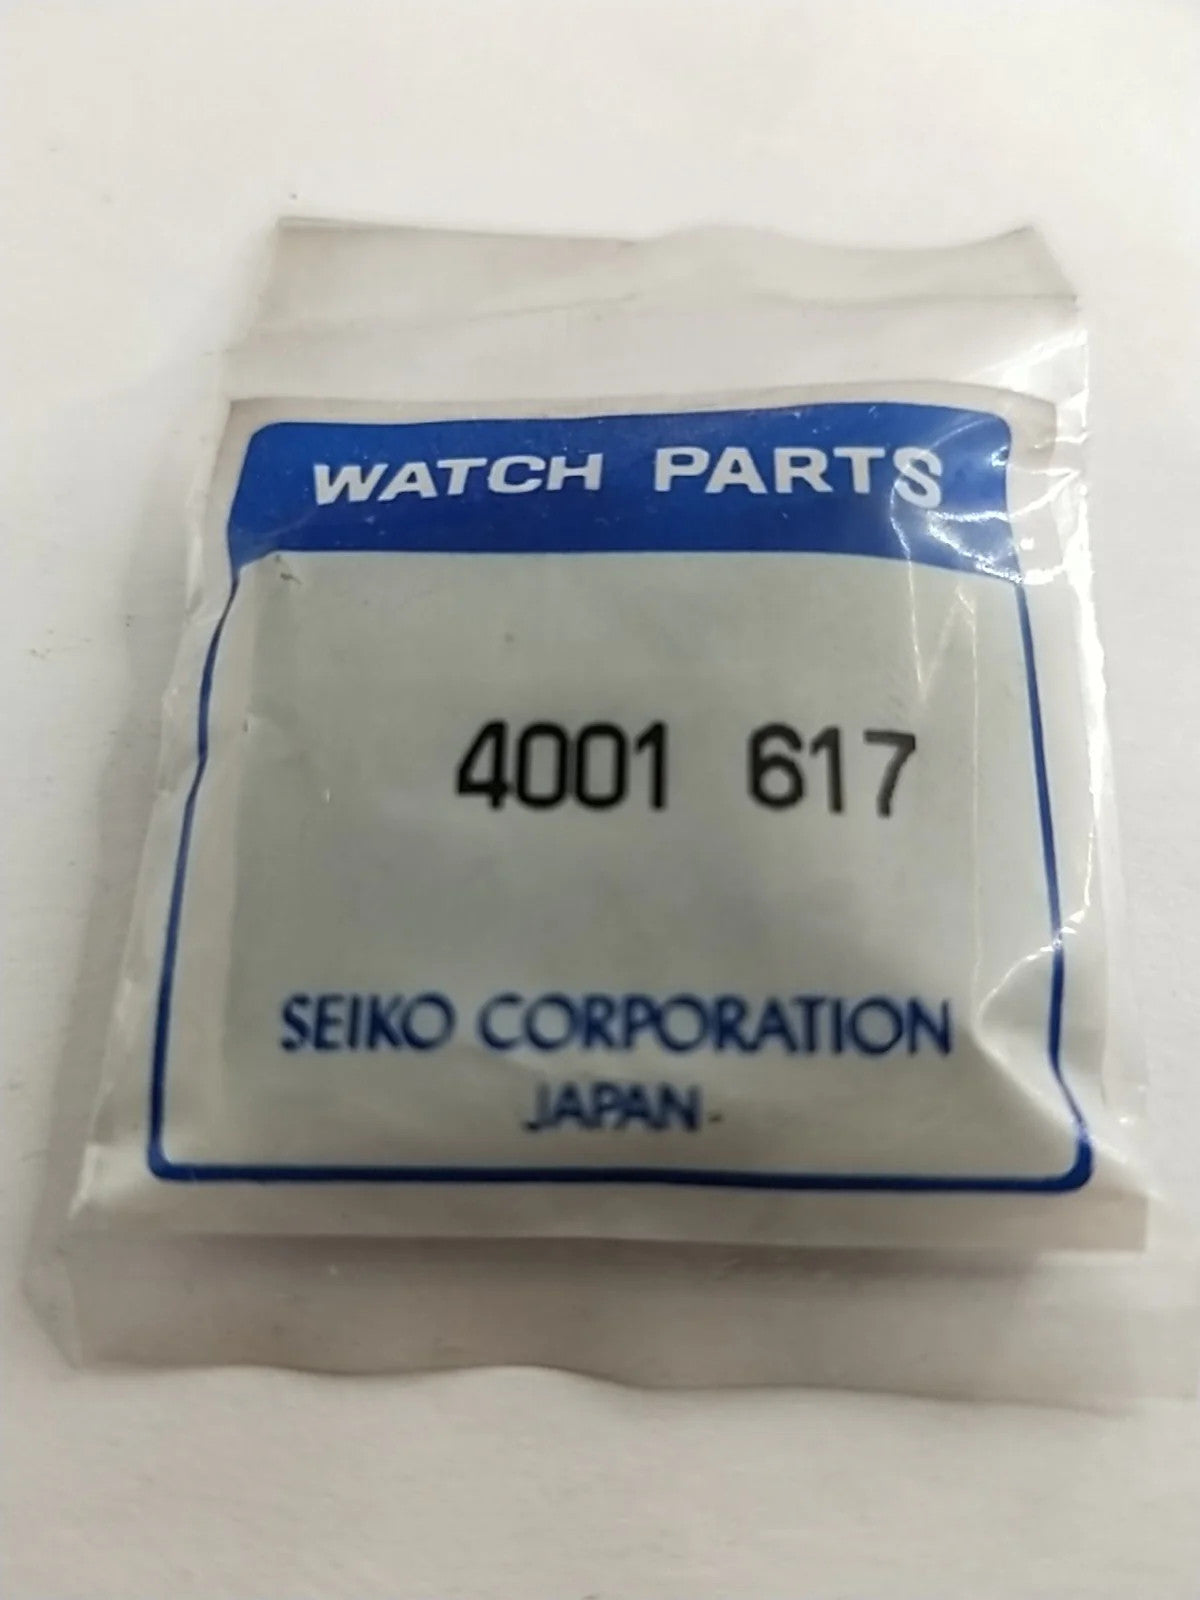 WATCH PARTS
4001 617
SEIKO CORPORATION
JAPAN